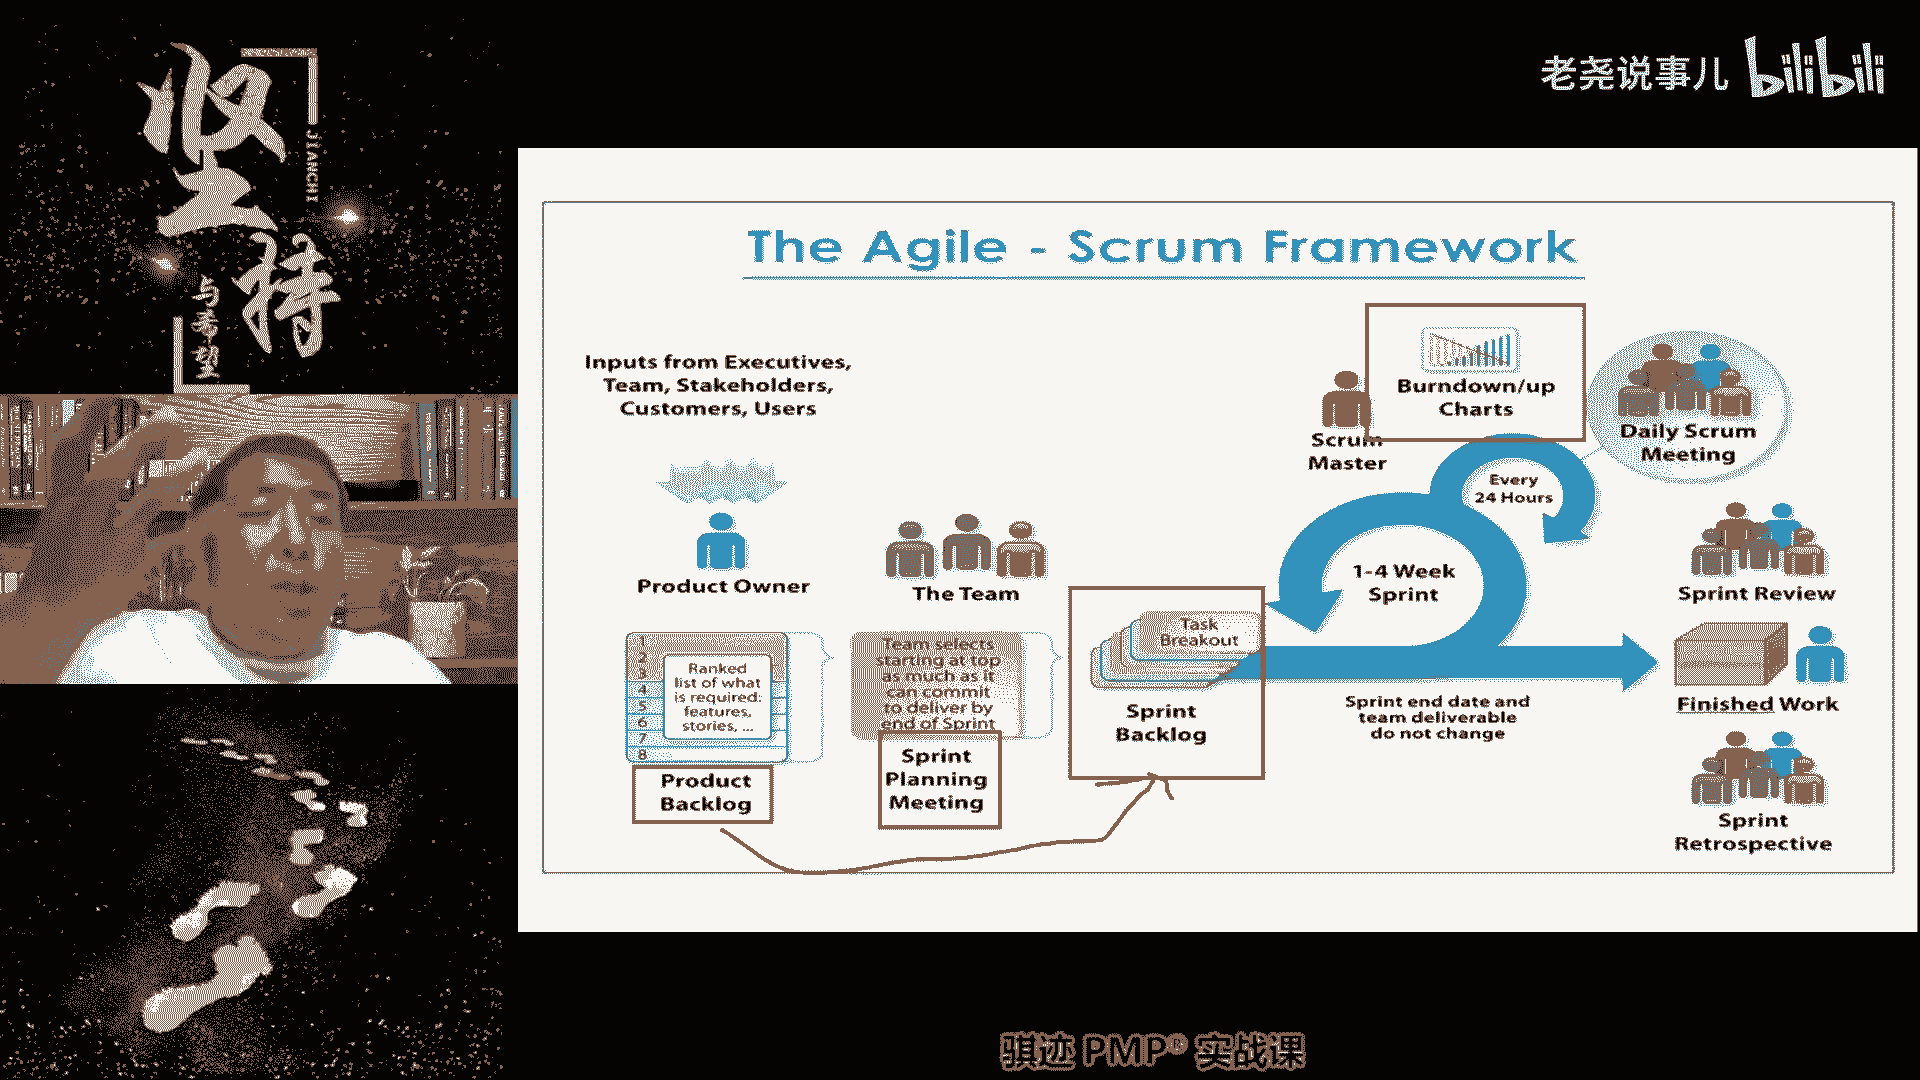 坚
持
JIANCHI
与希望
老尧说事儿 bilibili
The Agile - Scrum Framework
Inputs from Executives,
Team, Stakeholders,
Customers, Users
Product Owner
The Team
1
2
3
4
5
6
7
8
Ranked
list of what
is required:
features,
stories, ...
Product
Backlog
Team selects
starting at top
as much as it
can commit
to deliver by
end of Sprint
Sprint
Planning
Meeting
Task
Breakout
Sprint
Backlog
Scrum
Master
Burndown/up
Charts
Every
24 Hours
1-4 Week
Sprint
Sprint end date and
team deliverable
do not change
Daily Scrum
Meeting
Sprint Review
Finished Work
Sprint
Retrospective
骐迹 PMP® 实战课